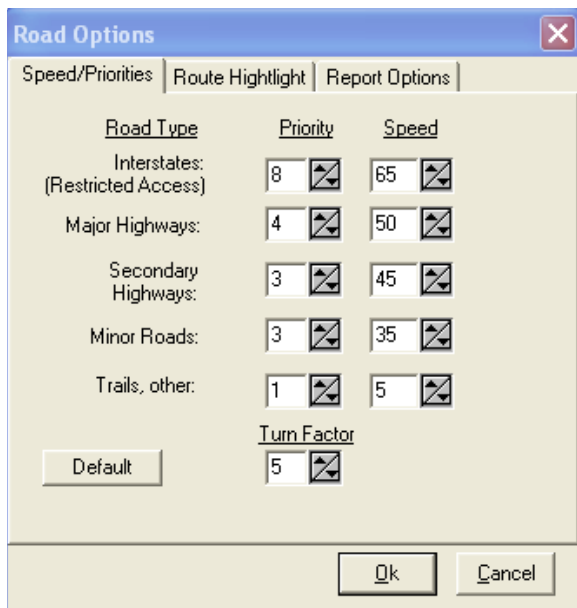 Road Options
Speed/Priorities Route Hightlight Report Options
Road Type Priority Speed
Interstates:
(Restricted Access) 8 65
Major Highways: 4 50
Secondary
Highways: 3 45
Minor Roads: 3 35
Trails, other: 1 5
Turn Factor
Default 5
Ok Cancel